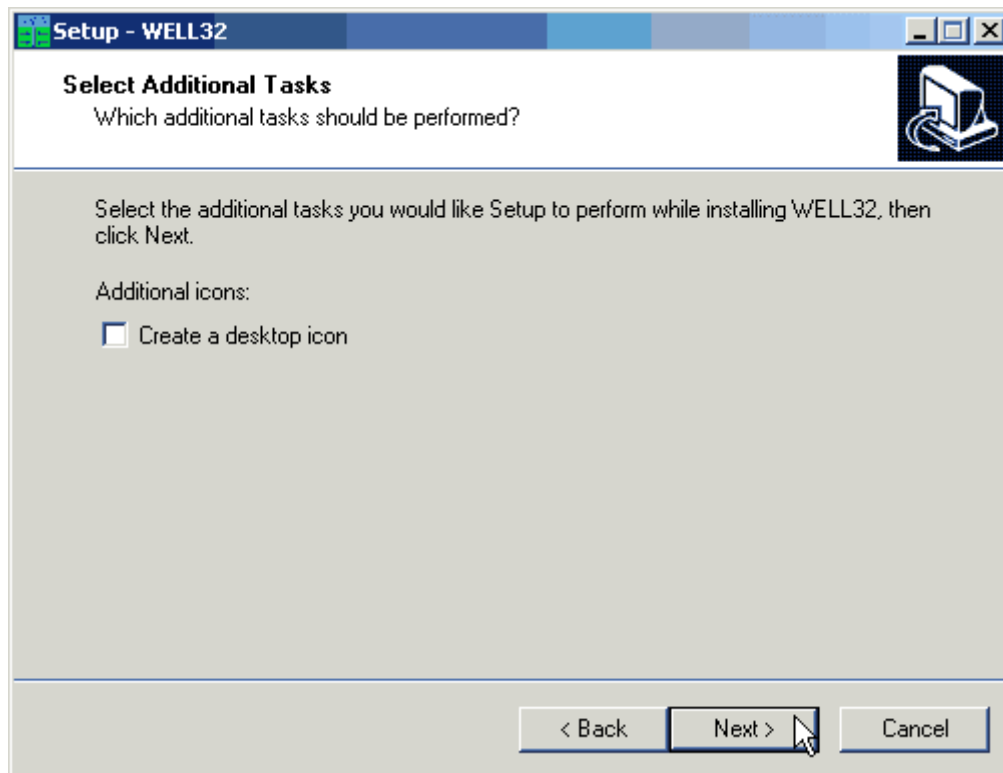 Setup - WELL32
Select Additional Tasks
Which additional tasks should be performed?
Select the additional tasks you would like Setup to perform while installing WELL32, then
click Next.
Additional icons:
Create a desktop icon
< Back Next > Cancel